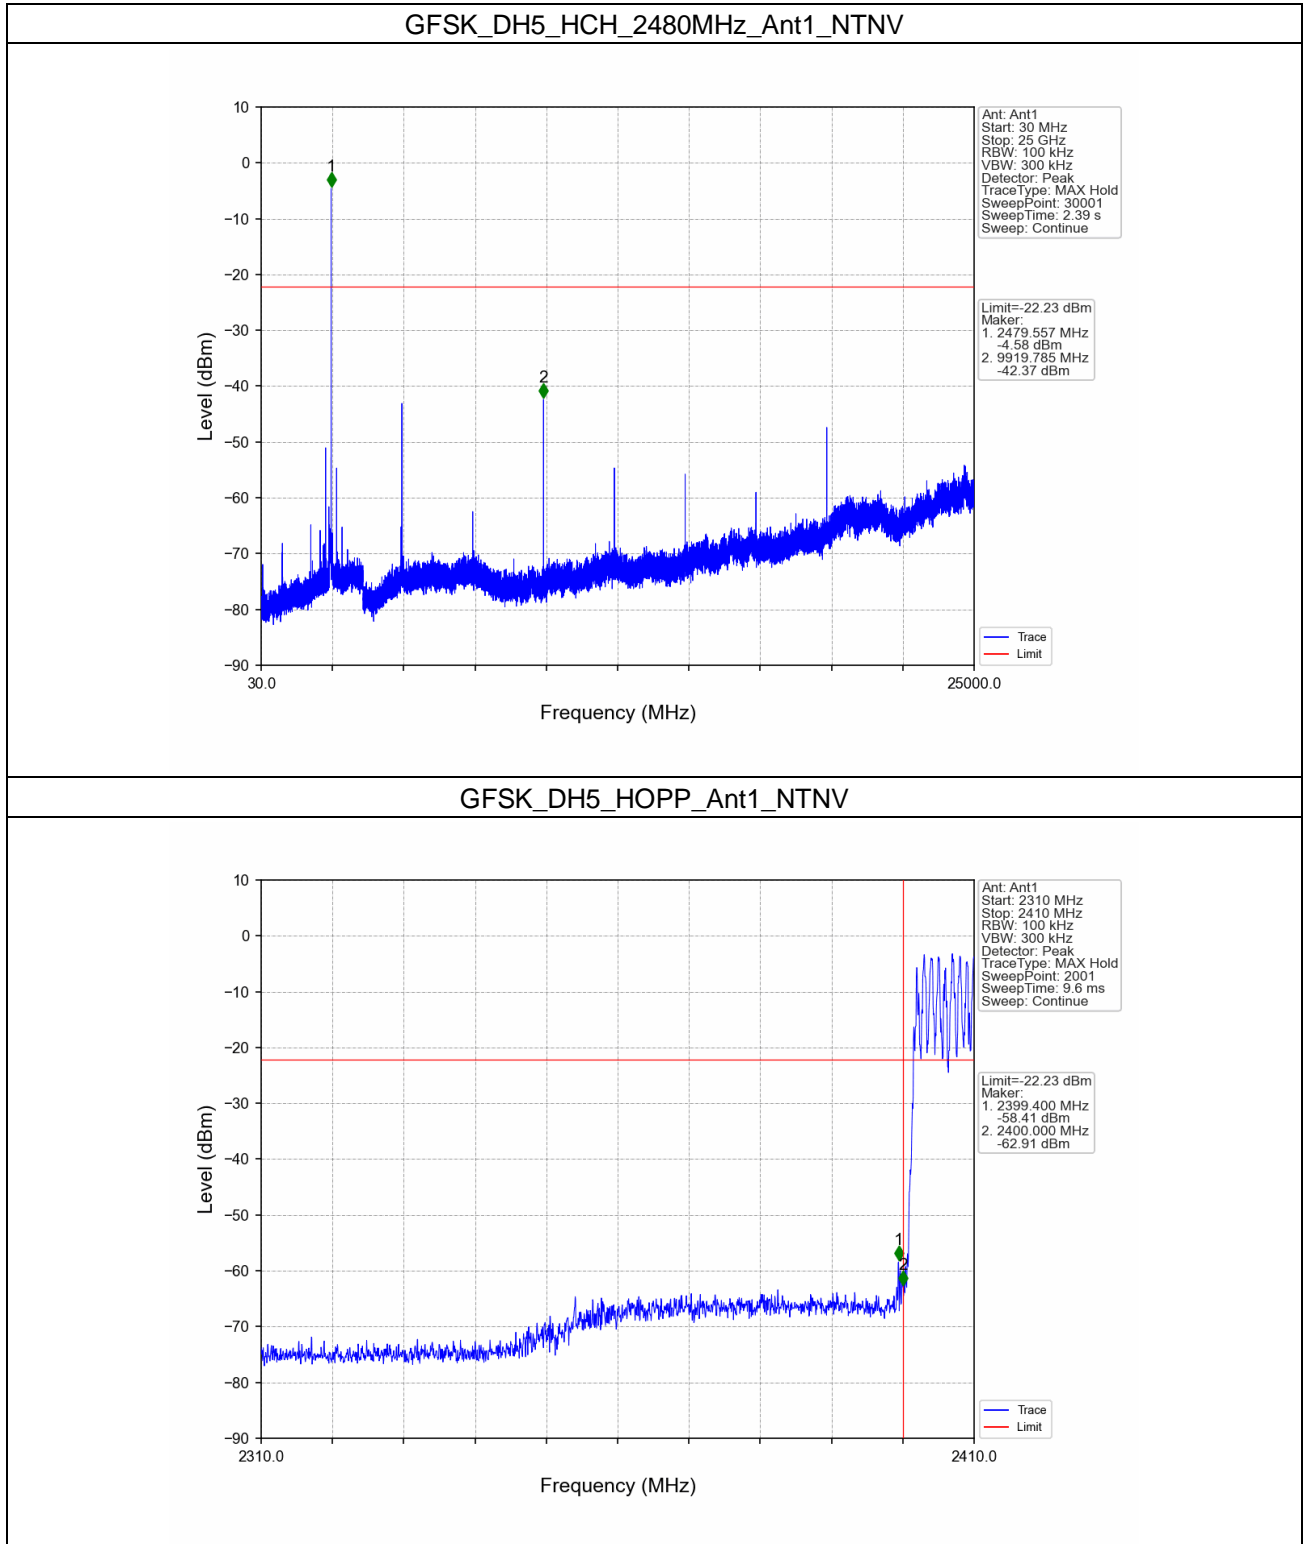 GFSK_DH5_HCH_2480MHz_Ant1_NTNV
10
0
−10
−20
−30
−40
−50
−60
−70
−80
−90
Level (dBm)
1
2
30.0
25000.0
Frequency (MHz)
Ant: Ant1
Start: 30 MHz
Stop: 25 GHz
RBW: 100 kHz
VBW: 300 kHz
Detector: Peak
TraceType: MAX Hold
SweepPoint: 30001
SweepTime: 2.39 s
Sweep: Continue
Limit=-22.23 dBm
Maker:
1. 2479.557 MHz
-4.58 dBm
2. 9919.785 MHz
-42.37 dBm
Trace
Limit
GFSK_DH5_HOPP_Ant1_NTNV
10
0
−10
−20
−30
−40
−50
−60
−70
−80
−90
Level (dBm)
1
2
2310.0
2410.0
Frequency (MHz)
Ant: Ant1
Start: 2310 MHz
Stop: 2410 MHz
RBW: 100 kHz
VBW: 300 kHz
Detector: Peak
TraceType: MAX Hold
SweepPoint: 2001
SweepTime: 9.6 ms
Sweep: Continue
Limit=-22.23 dBm
Maker:
1. 2399.400 MHz
-58.41 dBm
2. 2400.000 MHz
-62.91 dBm
Trace
Limit